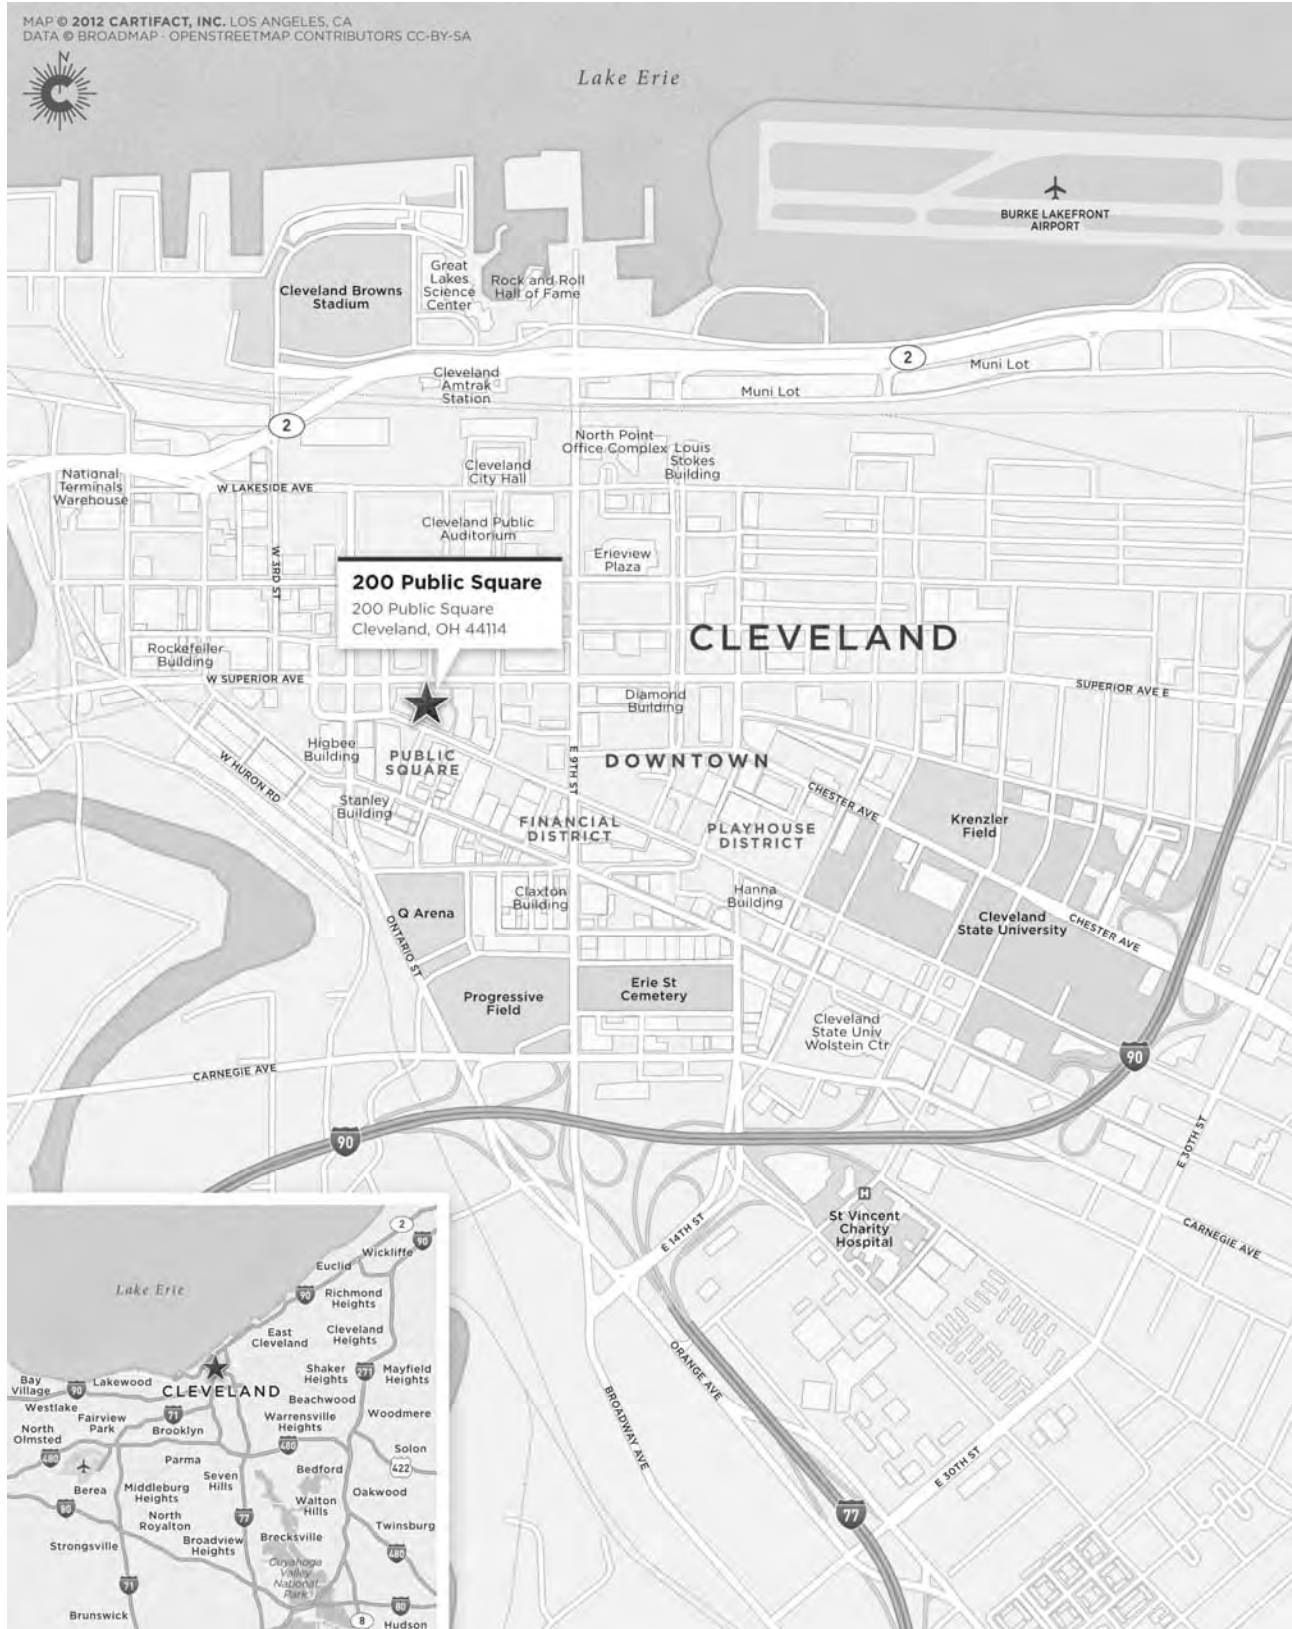 MAP © 2012 CARTIFACT, INC. LOS ANGELES, CA
DATA © BROADMAP · OPENSTREETMAP CONTRIBUTORS CC-BY-SA
N
C
Lake Erie
BURKE LAKEFRONT
AIRPORT
Cleveland Browns
Stadium
Great
Lakes
Science
Center
Rock and Roll
Hall of Fame
2
Muni Lot
Cleveland
Amtrak
Station
Muni Lot
2
North Point
Office Complex
Louis
Stokes
Building
National
Terminals
Warehouse
Cleveland
City Hall
W LAKESIDE AVE
Cleveland Public
Auditorium
W 3RD ST
Erieview
Plaza
200 Public Square
200 Public Square
Cleveland, OH 44114
CLEVELAND
Rockefeller
Building
W SUPERIOR AVE
SUPERIOR AVE E
Diamond
Building
Higbee
Building
PUBLIC
SQUARE
E 9TH ST
DOWNTOWN
W HURON RD
CHESTER AVE
Stanley
Building
FINANCIAL
DISTRICT
PLAYHOUSE
DISTRICT
Krenzler
Field
Claxton
Building
Hanna
Building
Q Arena
ONTARIO ST
Cleveland
State University
CHESTER AVE
Progressive
Field
Erie St
Cemetery
Cleveland
State Univ
Wolstein Ctr
90
CARNEGIE AVE
90
E 30TH ST
H
St Vincent
Charity
Hospital
E 14TH ST
CARNEGIE AVE
ORANGE AVE
BROADWAY AVE
E 30TH ST
77
2
90
Wickliffe
Euclid
Lake Erie
90
Richmond
Heights
East
Cleveland
Cleveland
Heights
Shaker
Heights
271
Mayfield
Heights
Bay
Village
90
Lakewood
CLEVELAND
Beachwood
Westlake
Fairview
Park
71
Warrensville
Heights
Woodmere
North
Olmsted
Brooklyn
480
480
Parma
Solon
422
Seven
Hills
Bedford
Berea
Middleburg
Heights
Oakwood
Walton
Hills
80
North
Royalton
77
Twinsburg
Strongsville
Broadview
Heights
Brecksville
480
Cuyahoga
Valley
National
Park
71
80
Brunswick
8
Hudson